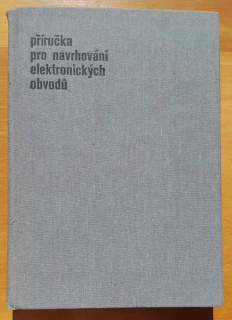 příručka
pro navrhování
elektronických
obvodů